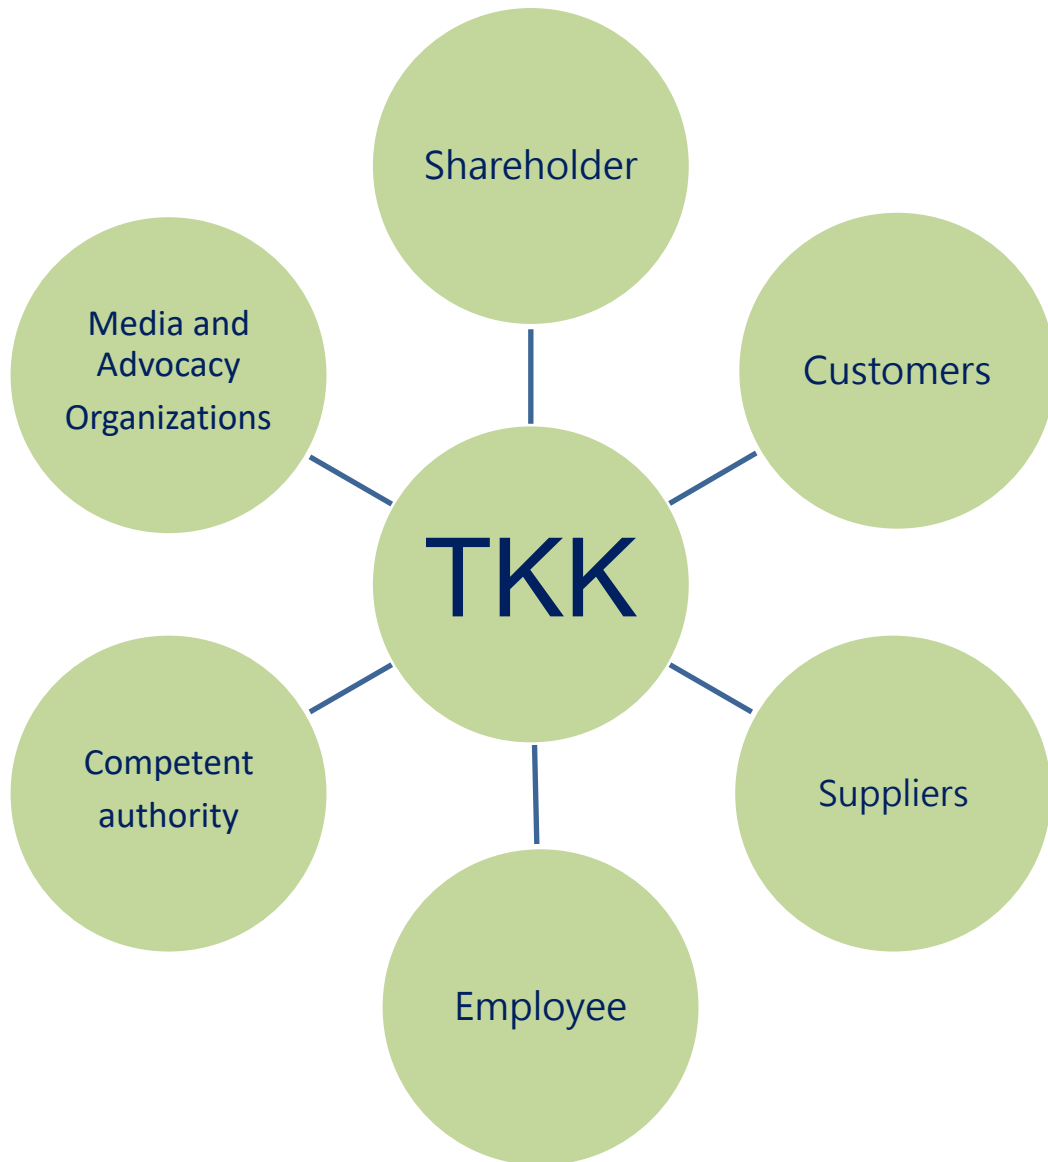 Shareholder
Customers
Media and
Advocacy
Organizations
TKK
Competent
authority
Suppliers
Employee